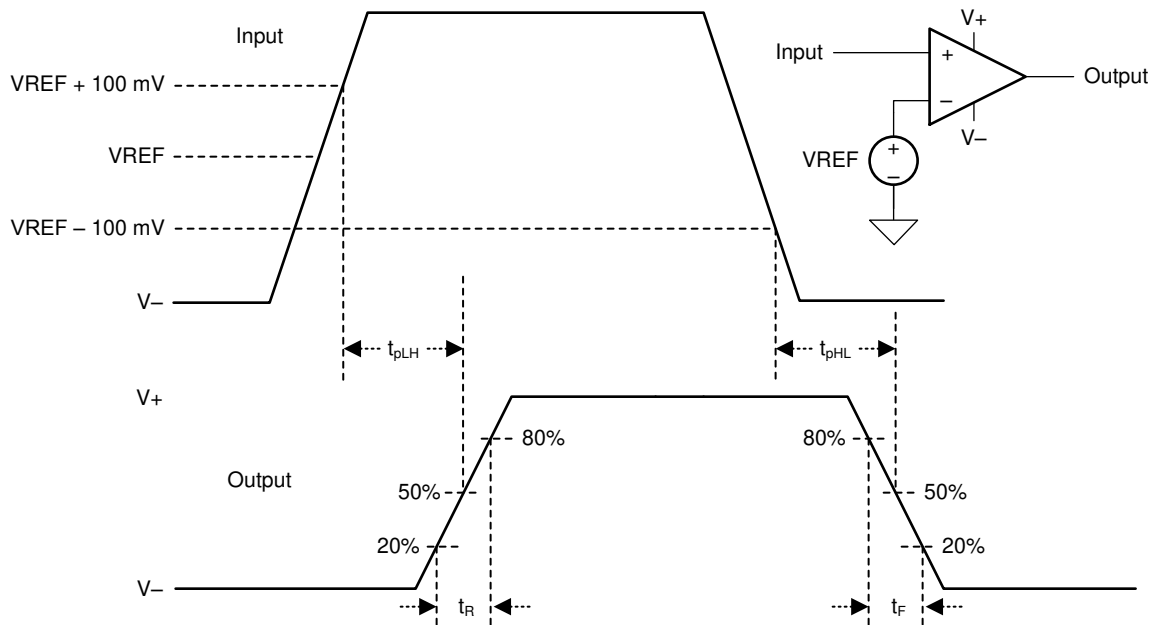 Input
VREF + 100 mV
VREF
VREF – 100 mV
V–
V+
Input
+
–
Output
V–
VREF
+
–
tpLH
tpHL
V+
80%
80%
Output
50%
50%
20%
20%
V–
tR
tF